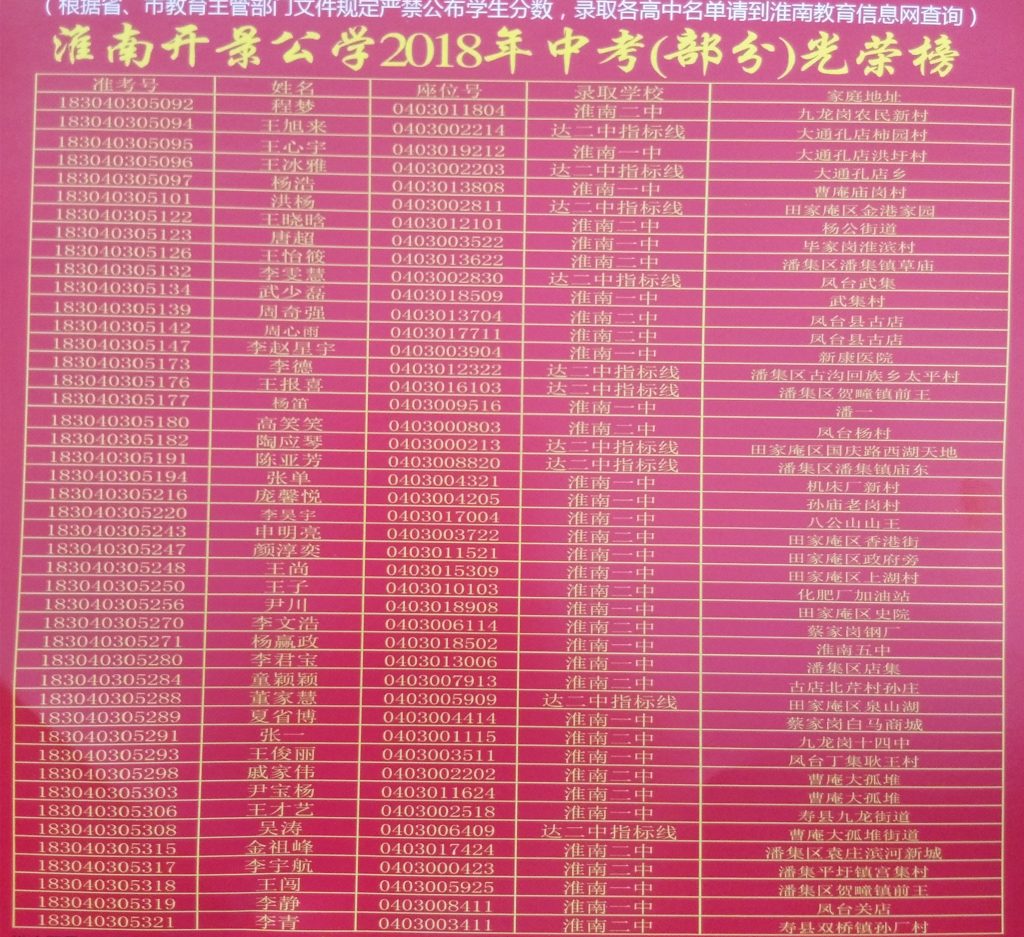 (根据省、市教育主管部门文件规定严禁公布学生分数，录取各高中名单请到淮南教育信息网查询)
淮南开景公学2018年中考(部分)光荣榜
准考号 姓名 座位号 录取学校 家庭地址
183040305092 程梦 0403011804 淮南二中 九龙岗农民新村
183040305094 王旭来 0403002214 达二中指标线 大通孔店柿园村
183040305095 王心宇 0403019212 淮南一中 大通孔店洪圩村
183040305096 王冰雅 0403002203 达二中指标线 大通孔店乡
183040305097 杨浩 0403013808 淮南一中 曹庵庙岗村
183040305101 洪杨 0403002811 达二中指标线 田家庵区金港家园
183040305122 王晓晗 0403012101 淮南二中 杨公街道
183040305123 唐超 0403003522 淮南一中 毕家岗淮滨村
183040305126 王怡筱 0403013622 淮南二中 潘集区潘集镇草庙
183040305132 李雯慧 0403002830 达二中指标线 凤台武集
183040305134 武少磊 0403018509 淮南一中 武集村
183040305139 周奇强 0403013704 淮南二中 凤台县古店
183040305142 周心雨 0403017711 淮南二中 凤台县古店
183040305147 李赵星宇 0403003904 淮南一中 新康医院
183040305173 李德 0403012322 达二中指标线 潘集区古沟回族乡太平村
183040305176 王报喜 0403016103 达二中指标线 潘集区贺疃镇前王
183040305177 杨笛 0403009516 淮南一中 潘一
183040305180 高笑笑 0403000803 淮南二中 凤台杨村
183040305182 陶应琴 0403000213 达二中指标线 田家庵区国庆路西湖天地
183040305191 陈亚芳 0403008820 达二中指标线 潘集区潘集镇庙东
183040305194 张单 0403004321 淮南一中 机床厂新村
183040305216 庞馨悦 0403004205 淮南一中 孙庙老岗村
183040305220 李昊宇 0403017004 淮南一中 八公山山王
183040305243 申明亮 0403003722 淮南二中 田家庵区香港街
183040305247 颜淳奕 0403011521 淮南一中 田家庵区政府旁
183040305248 王尚 0403015309 淮南一中 田家庵区上湖村
183040305250 王子 0403010103 淮南二中 化肥厂加油站
183040305256 尹川 0403018908 淮南一中 田家庵区史院
183040305270 李文浩 0403006114 淮南二中 蔡家岗钢厂
183040305271 杨赢政 0403018502 淮南一中 淮南五中
183040305280 李君宝 0403013006 淮南一中 潘集区店集
183040305284 童颖颖 0403007913 淮南二中 古店北芹村孙庄
183040305288 董家慧 0403005909 达二中指标线 田家庵区泉山湖
183040305289 夏省博 0403004414 淮南一中 蔡家岗白马商城
183040305291 张一 0403001115 淮南二中 九龙岗十四中
183040305293 王俊丽 0403003511 淮南一中 凤台丁集耿王村
183040305298 戚家伟 0403002202 淮南二中 曹庵大孤堆
183040305303 尹宝杨 0403011624 淮南二中 曹庵大孤堆
183040305306 王才艺 0403002518 淮南一中 寿县九龙街道
183040305308 吴涛 0403006409 达二中指标线 曹庵大孤堆街道
183040305315 金祖峰 0403017424 淮南二中 潘集区袁庄滨河新城
183040305317 李宇航 0403000423 淮南二中 潘集平圩镇宫集村
183040305318 王闯 0403005925 淮南一中 潘集区贺疃镇前王
183040305319 李静 0403008411 淮南一中 凤台关店
183040305321 李青 0403003411 淮南二中 寿县双桥镇孙厂村